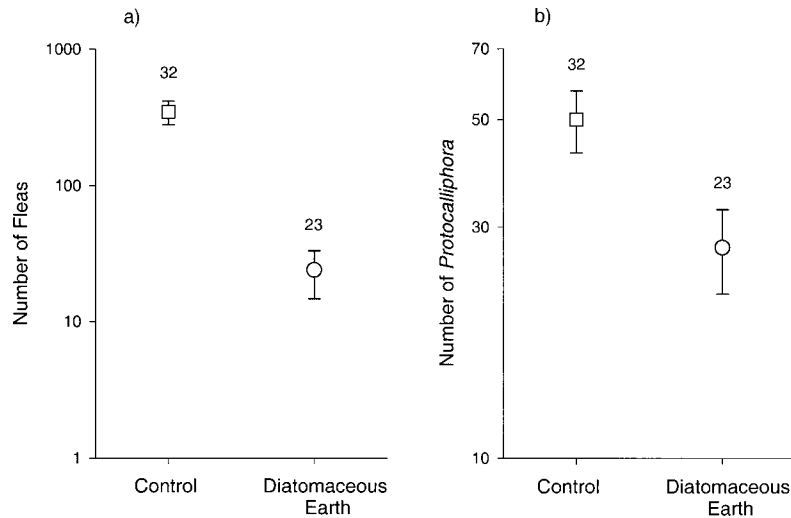 a)
1000
100
10
1
Number of Fleas
32
23
Control
Diatomaceous
Earth
b)
70
50
30
10
Number of Protocalliphora
32
23
Control
Diatomaceous
Earth